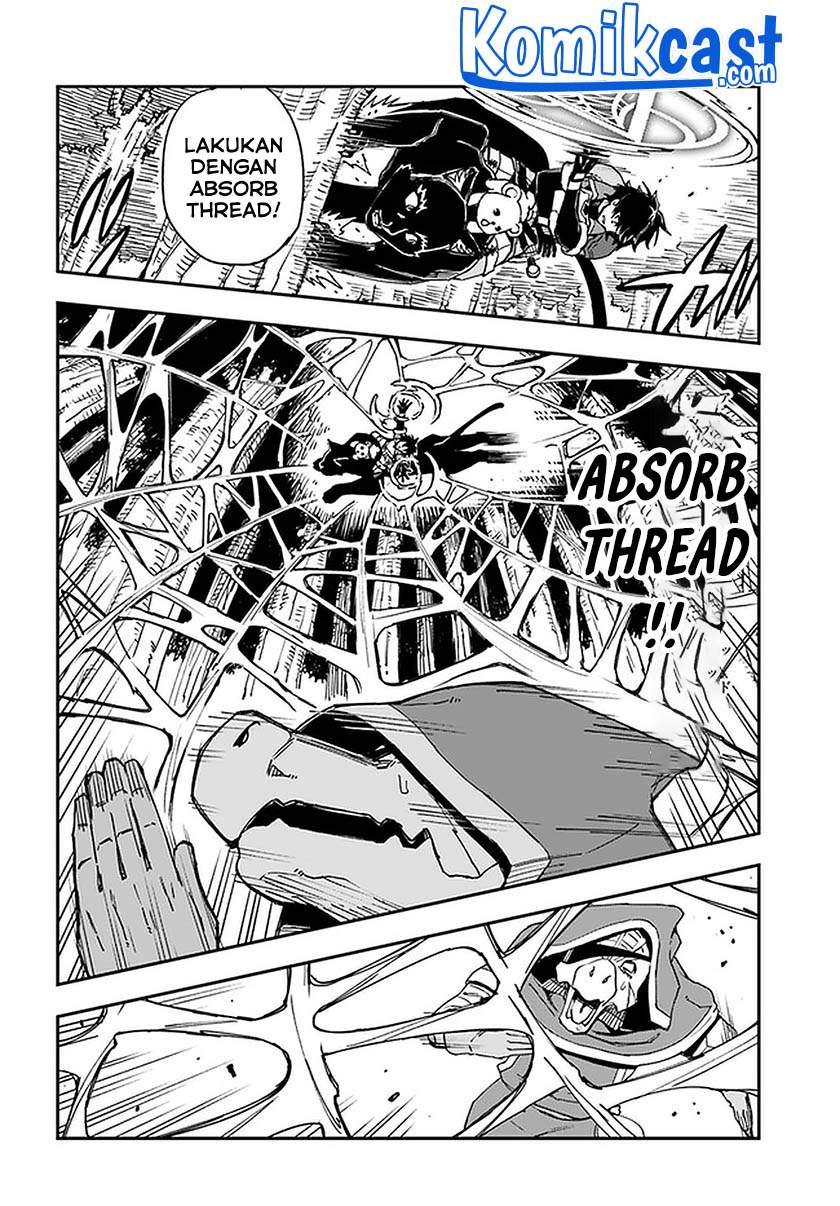 Komikcast
.com
LAKUKAN
DENGAN
ABSORB
THREAD!
ABSORB
THREAD
!!